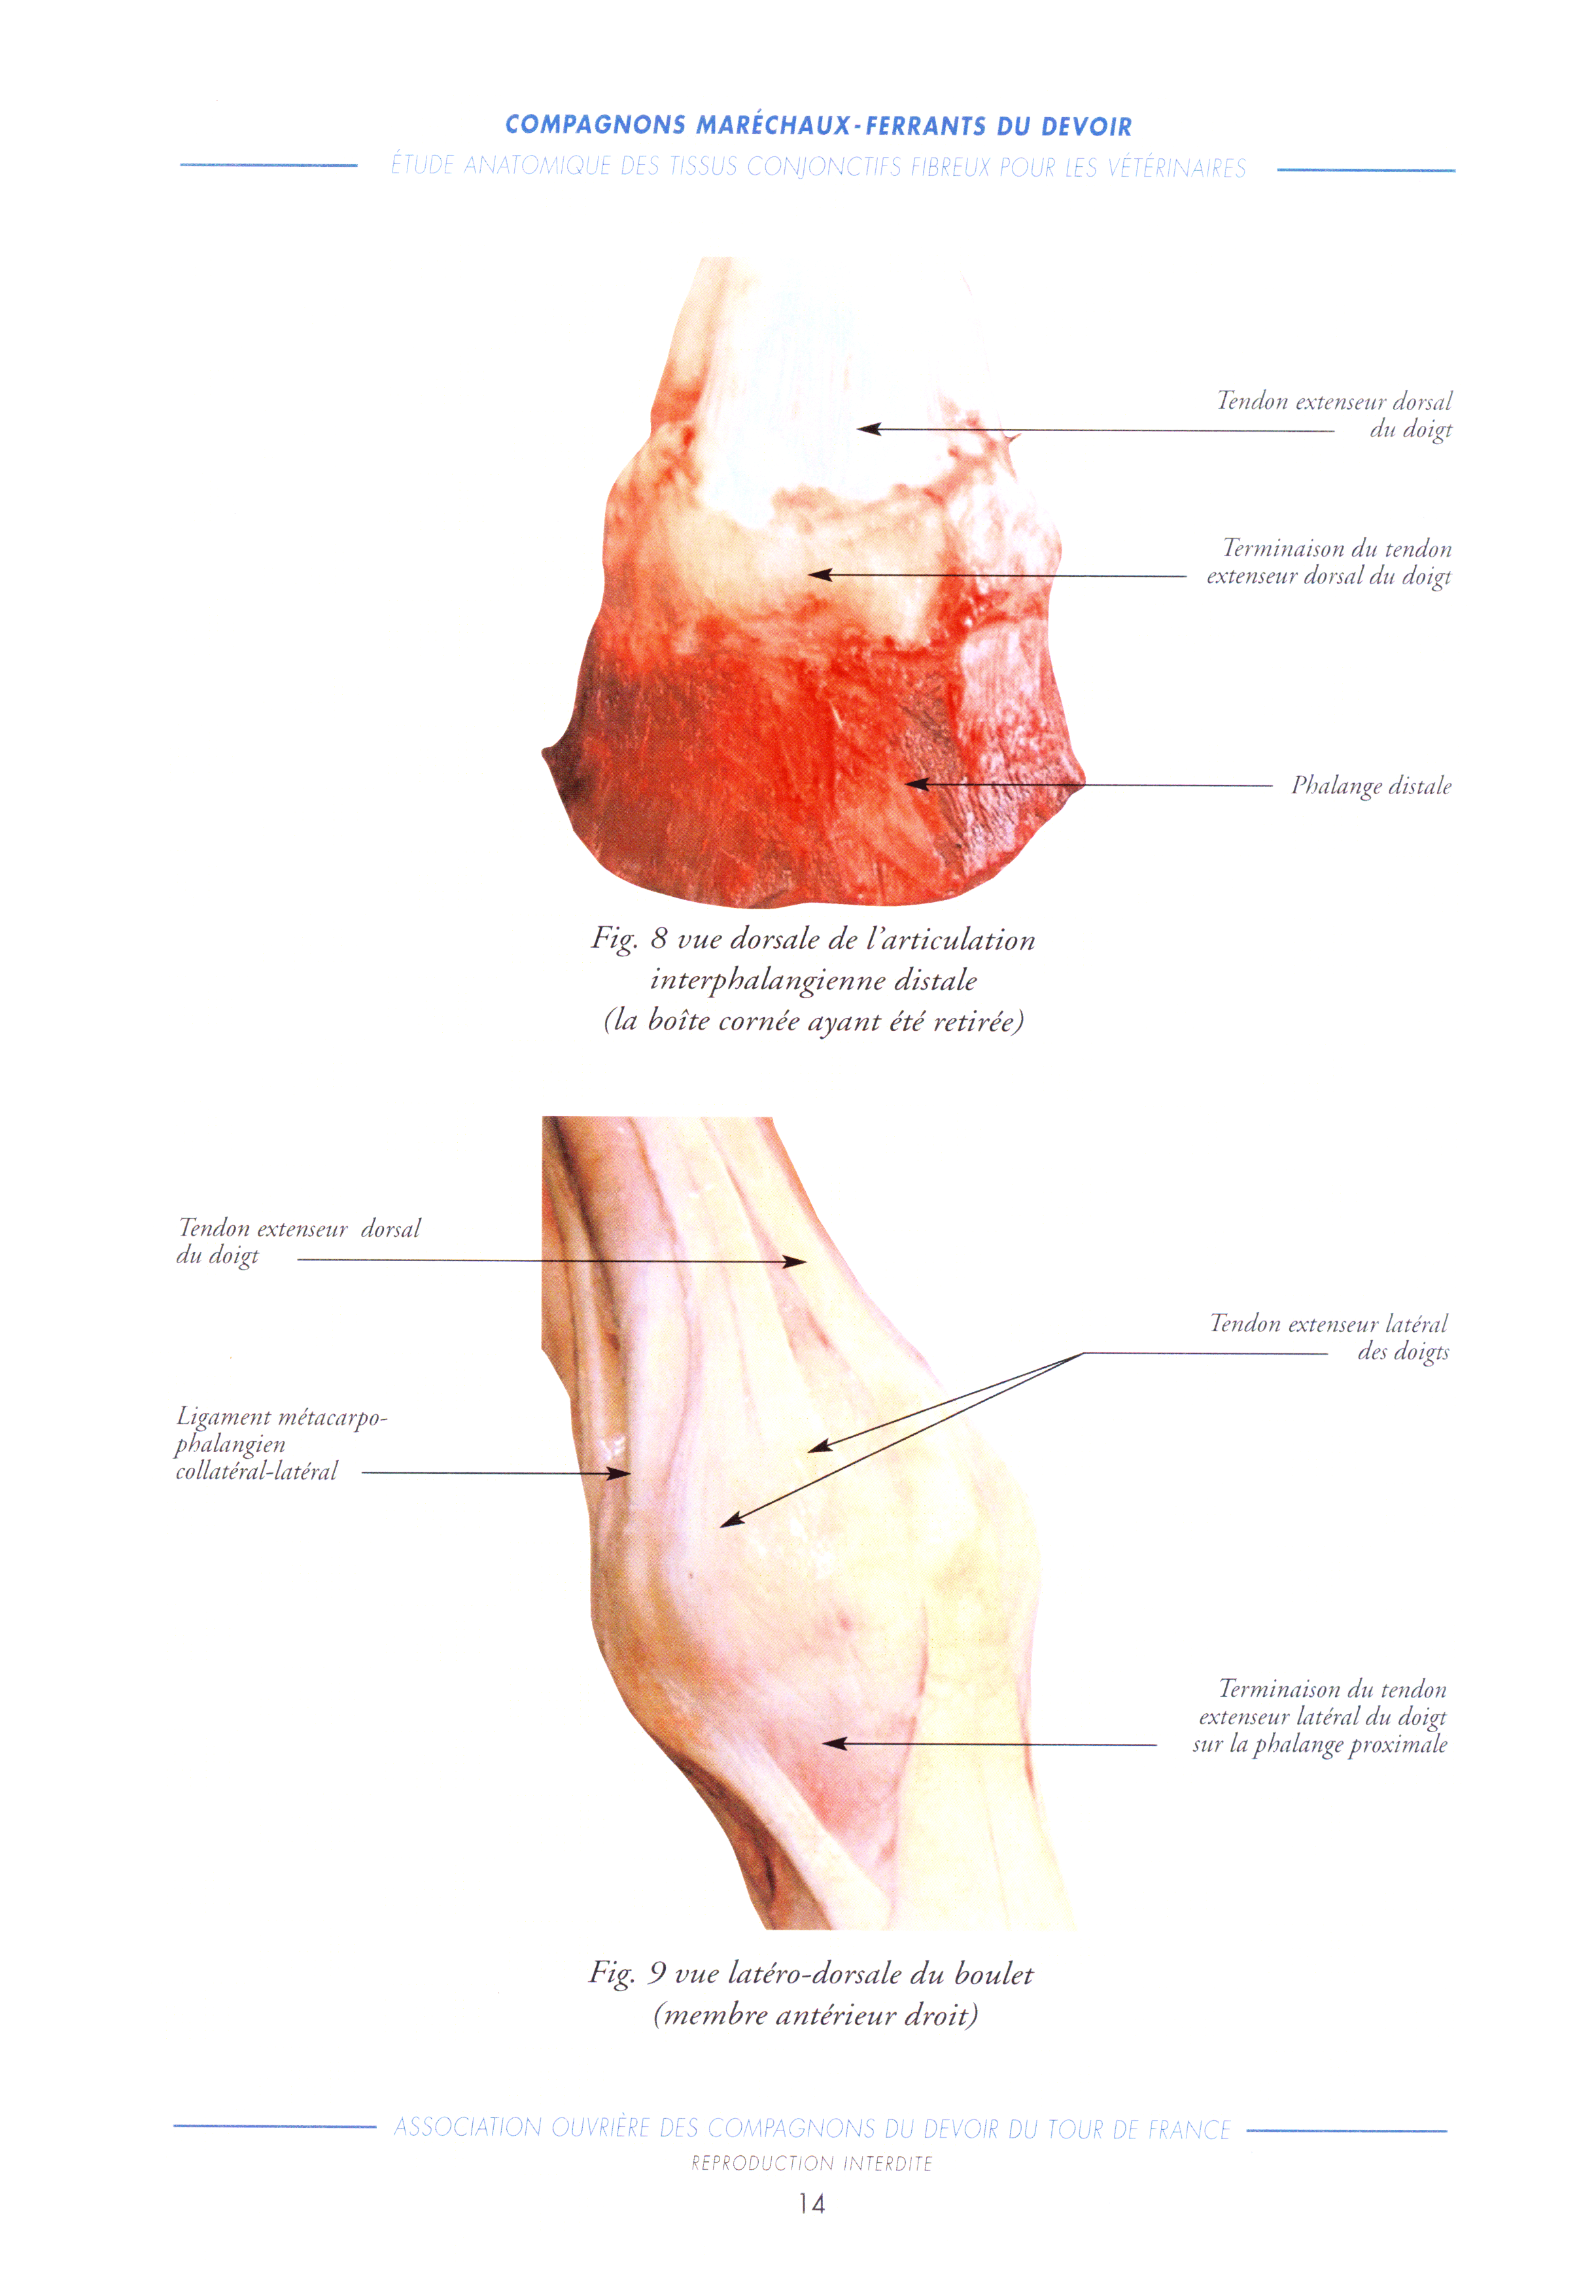 COMPAGNONS MARÉCHAUX-FERRANTS DU DEVOIR
ÉTUDE ANATOMIQUE DES TISSUS CONJONCTIFS FIBREUX POUR LES VÉTÉRINAIRES
Tendon extenseur dorsal
du doigt
Terminaison du tendon
extenseur dorsal du doigt
Phalange distale
Fig. 8 vue dorsale de l'articulation
interphalangienne distale
(la boîte cornée ayant été retirée)
Tendon extenseur dorsal
du doigt
Tendon extenseur latéral
des doigts
Ligament métacarpo-
phalangien
collatéral-latéral
Terminaison du tendon
extenseur latéral du doigt
sur la phalange proximale
Fig. 9 vue latéro-dorsale du boulet
(membre antérieur droit)
ASSOCIATION OUVRIÈRE DES COMPAGNONS DU DEVOIR DU TOUR DE FRANCE
REPRODUCTION INTERDITE
14